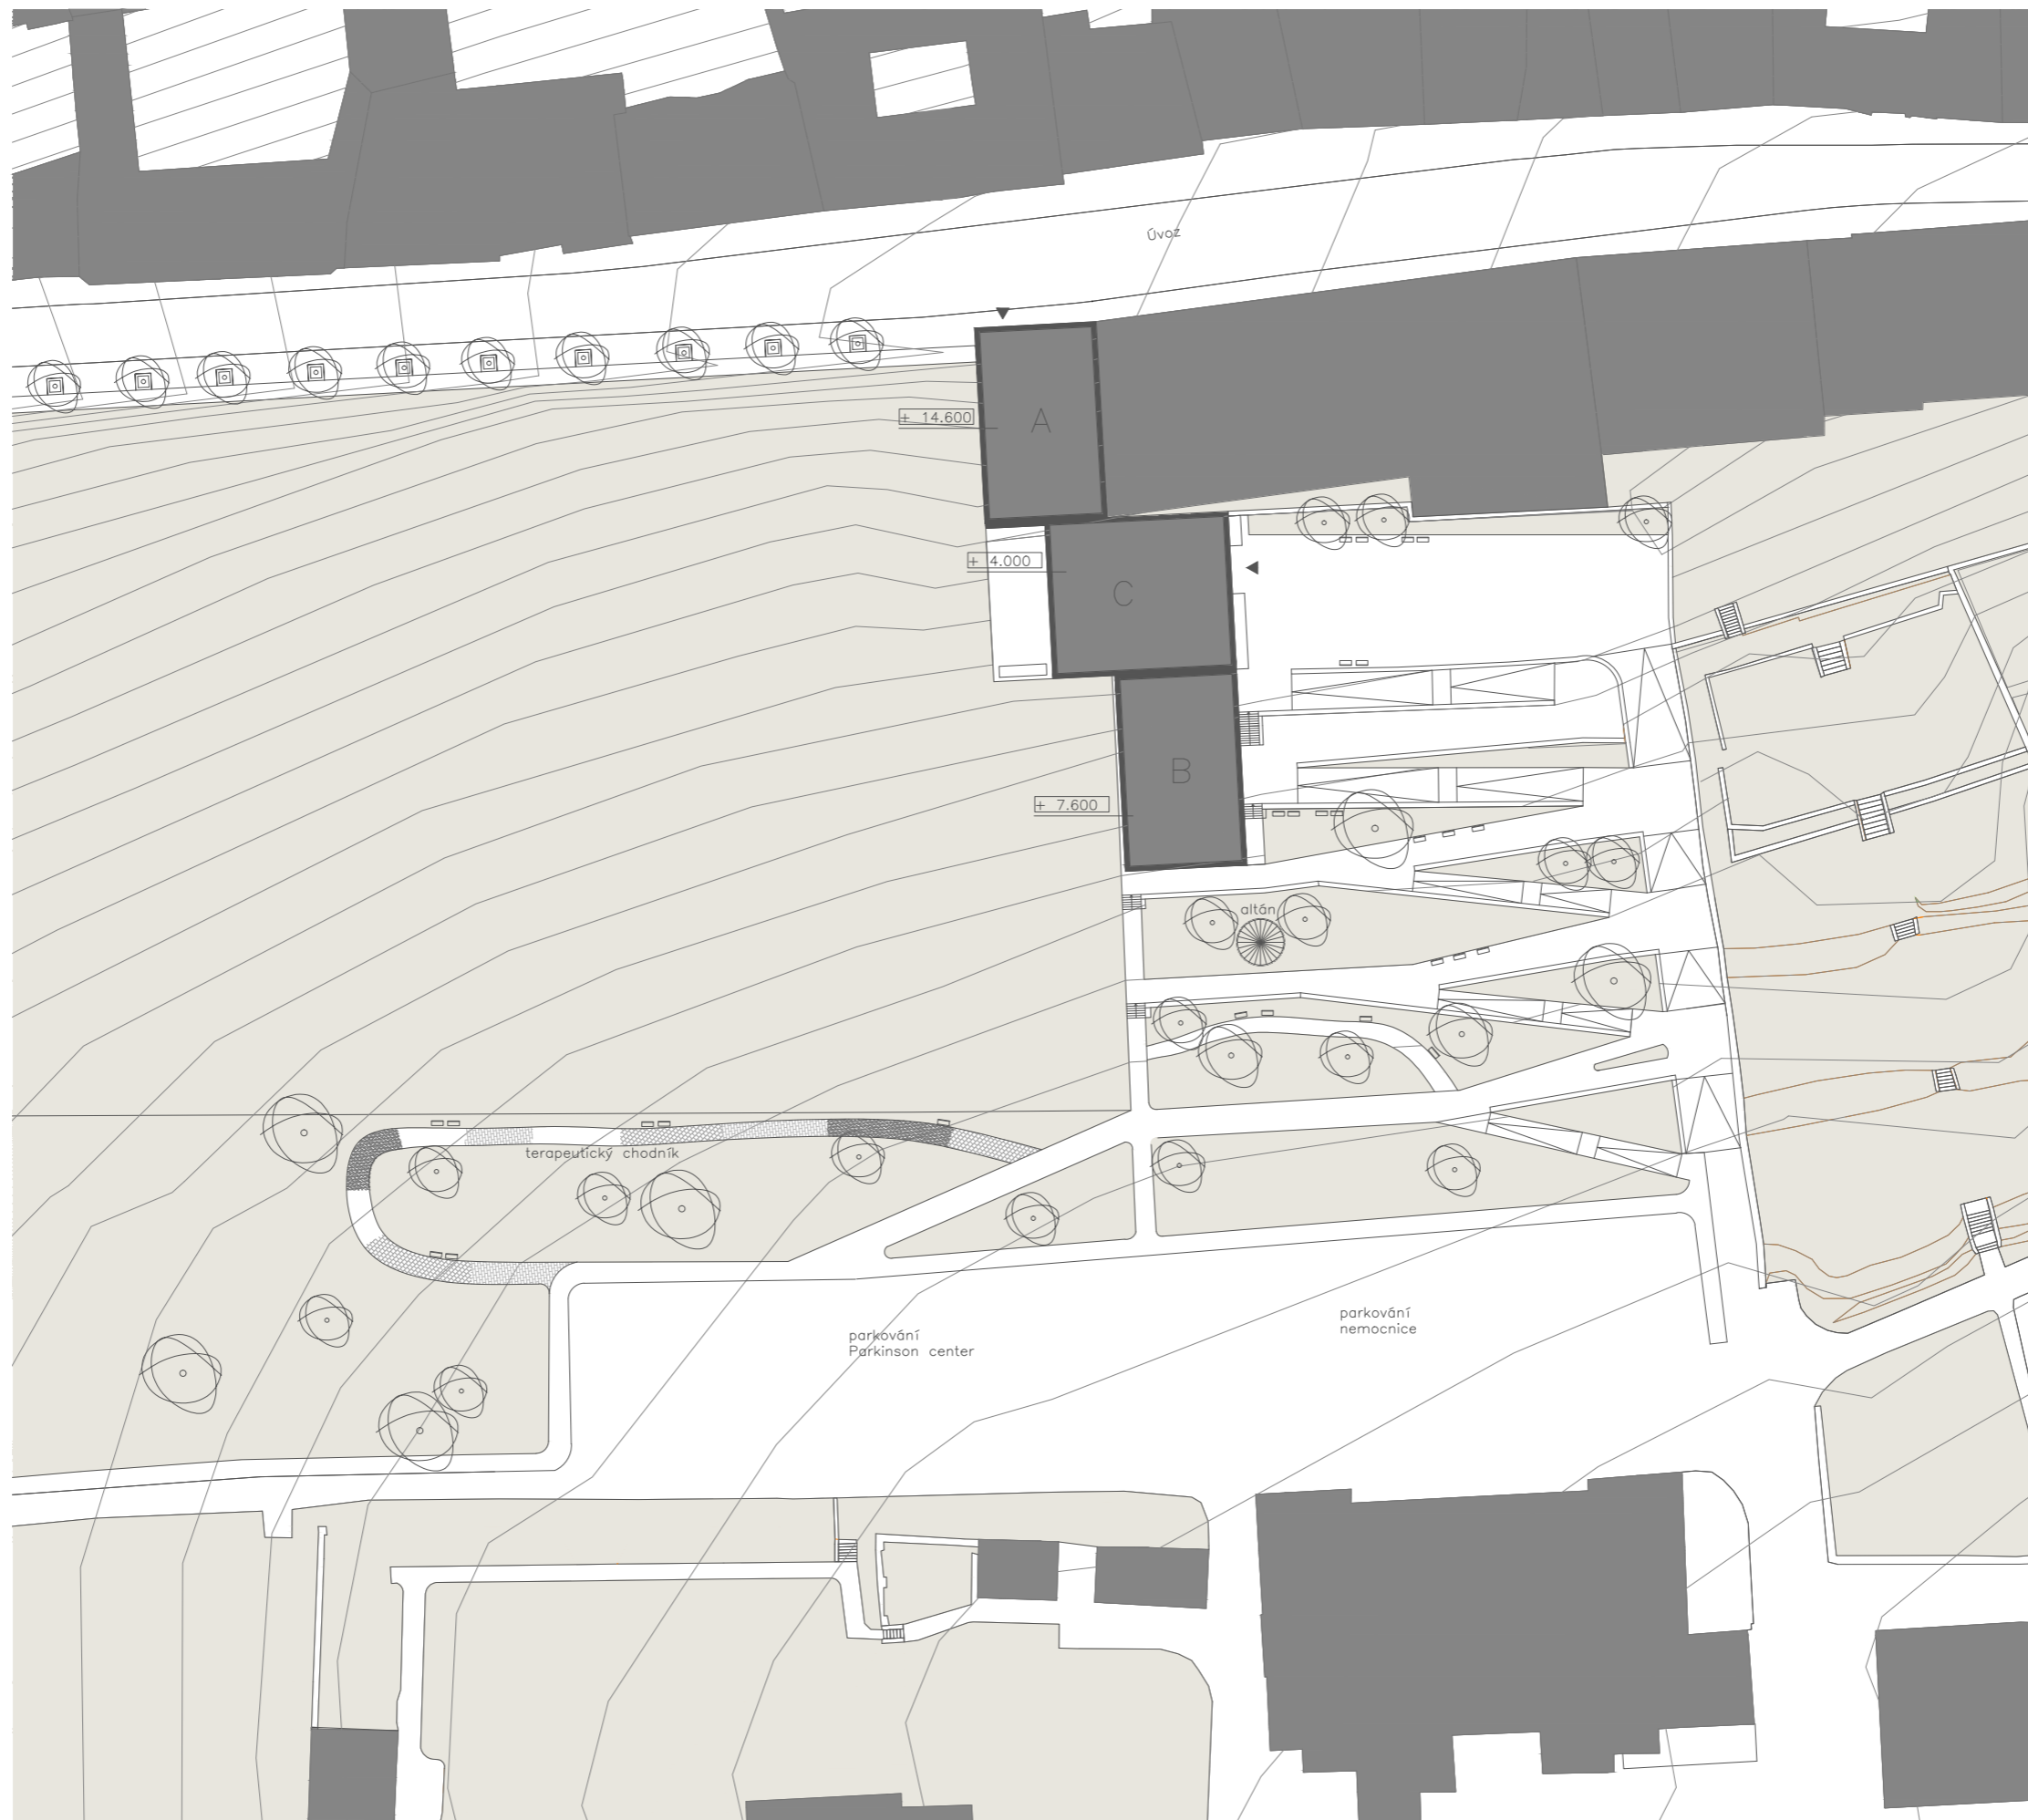 Úvoz
A
+ 14.600
+ 4.000
C
B
+ 7.600
altán
terapeutický chodník
parkování
nemocnice
parkování
Parkinson center